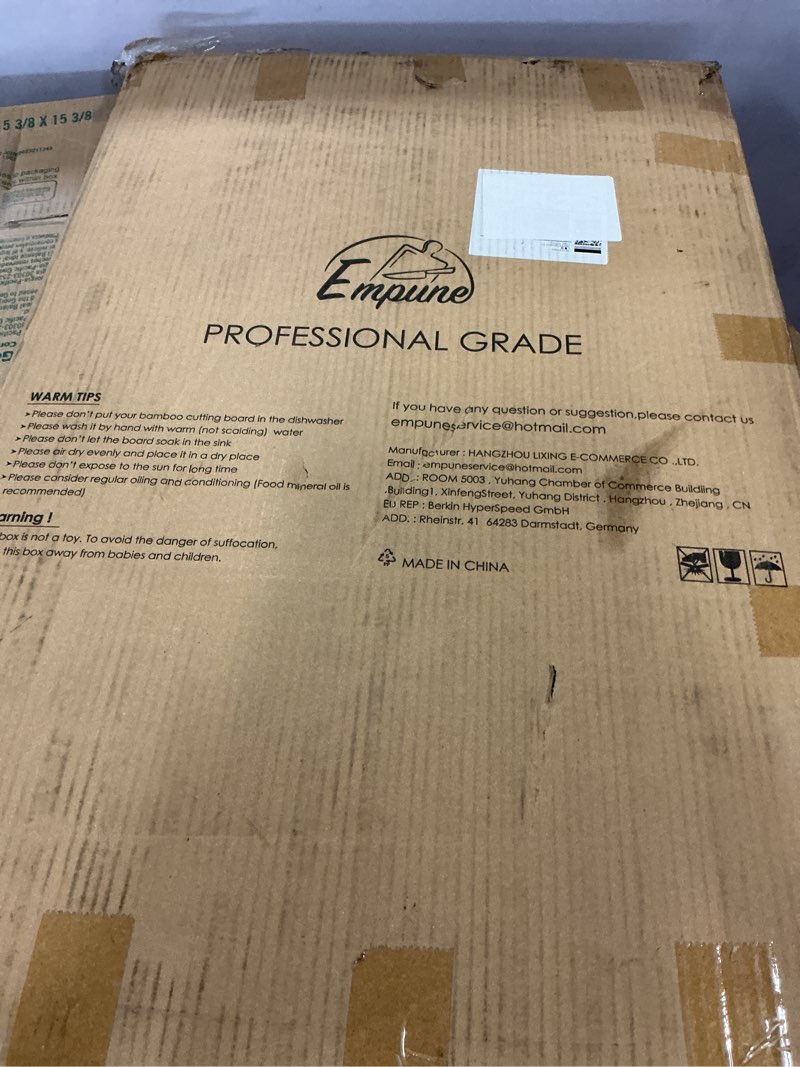 5 3/8 X 15 3/8
Empune
PROFESSIONAL GRADE
WARM TIPS
➤Please don't put your bamboo cutting board in the dishwasher
➤Please wash it by hand with warm (not scalding) water
➤Please don't let the board soak in the sink
➤Please air dry evenly and place it in a dry place
➤Please don't expose to the sun for long time
➤Please consider regular oiling and conditioning (Food mineral oil is
recommended)
arning !
box is not a toy. To avoid the danger of suffocation,
this box away from babies and children.
If you have any question or suggestion,please contact us
empuneservice@hotmail.com
Manufacturer : HANGZHOU LIXING E-COMMERCE CO .,LTD.
Email : empuneservice@hotmail.com
ADD. : ROOM 5003 , Yuhang Chamber of Commerce Buildling
,Building1, XinfengStreet, Yuhang District , Hangzhou , Zhejiang , CN
EU REP : Berkin HyperSpeed GmbH
ADD. : Rheinstr, 41 64283 Darmstadt, Germany
MADE IN CHINA